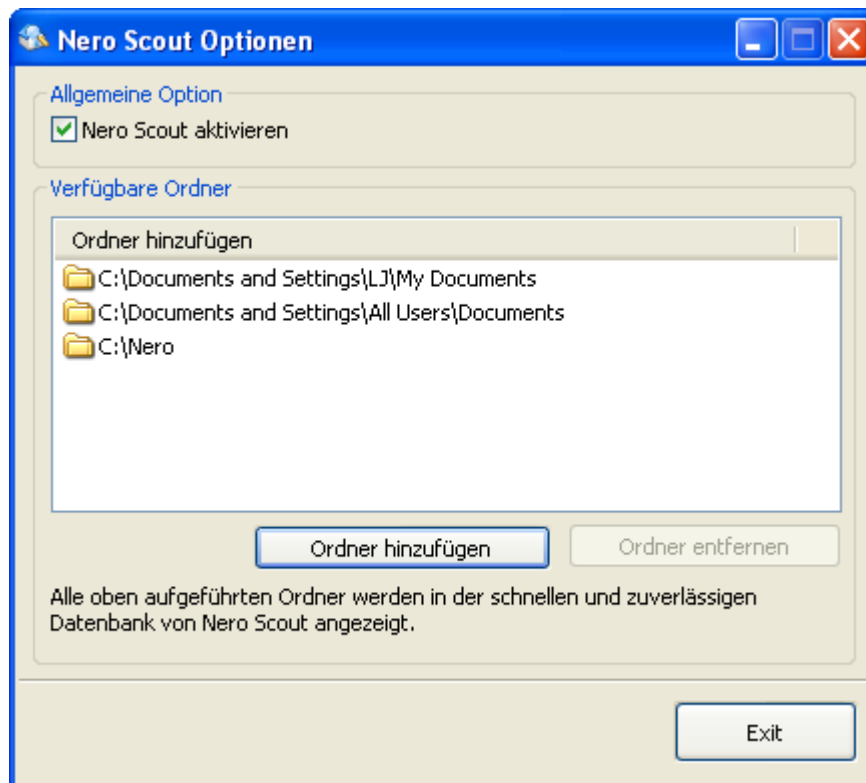 Nero Scout Optionen
Allgemeine Option
Nero Scout aktivieren
Verfügbare Ordner
Ordner hinzufügen
C:\Documents and Settings\LJ\My Documents
C:\Documents and Settings\All Users\Documents
C:\Nero
Ordner hinzufügen
Ordner entfernen
Alle oben aufgeführten Ordner werden in der schnellen und zuverlässigen
Datenbank von Nero Scout angezeigt.
Exit